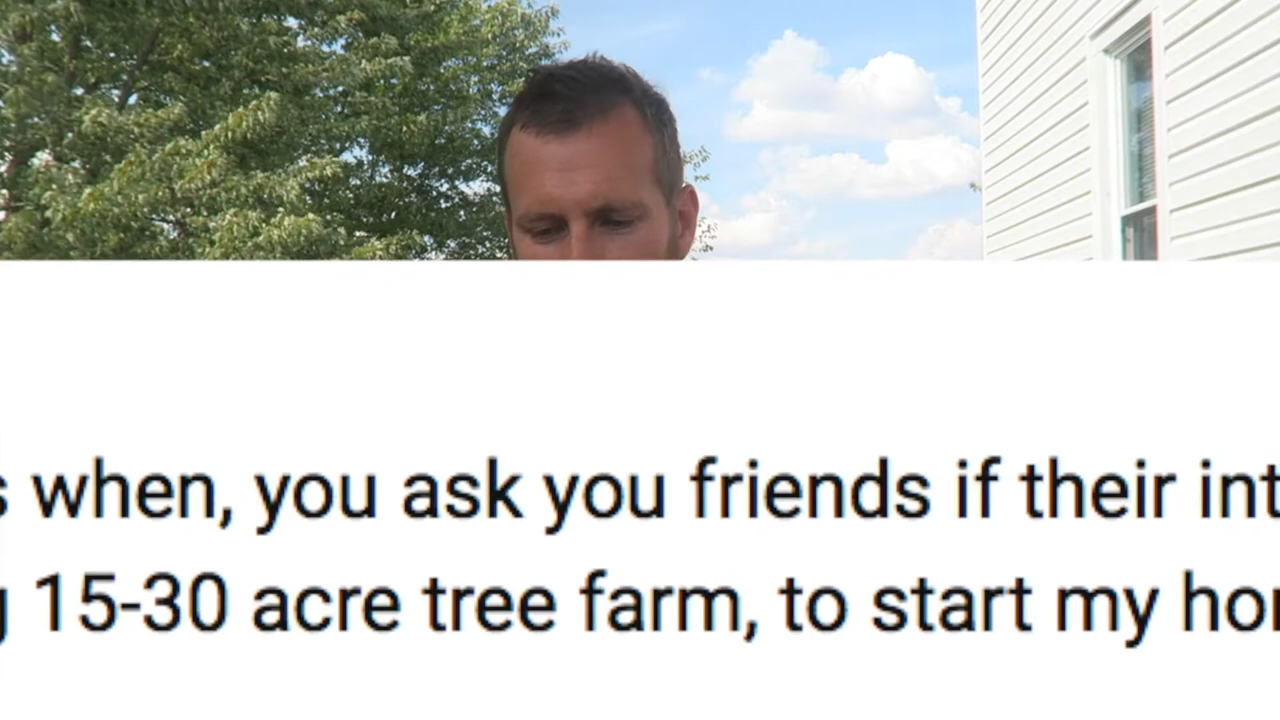 when, you ask you friends if their
15-30 acre tree farm, to start my